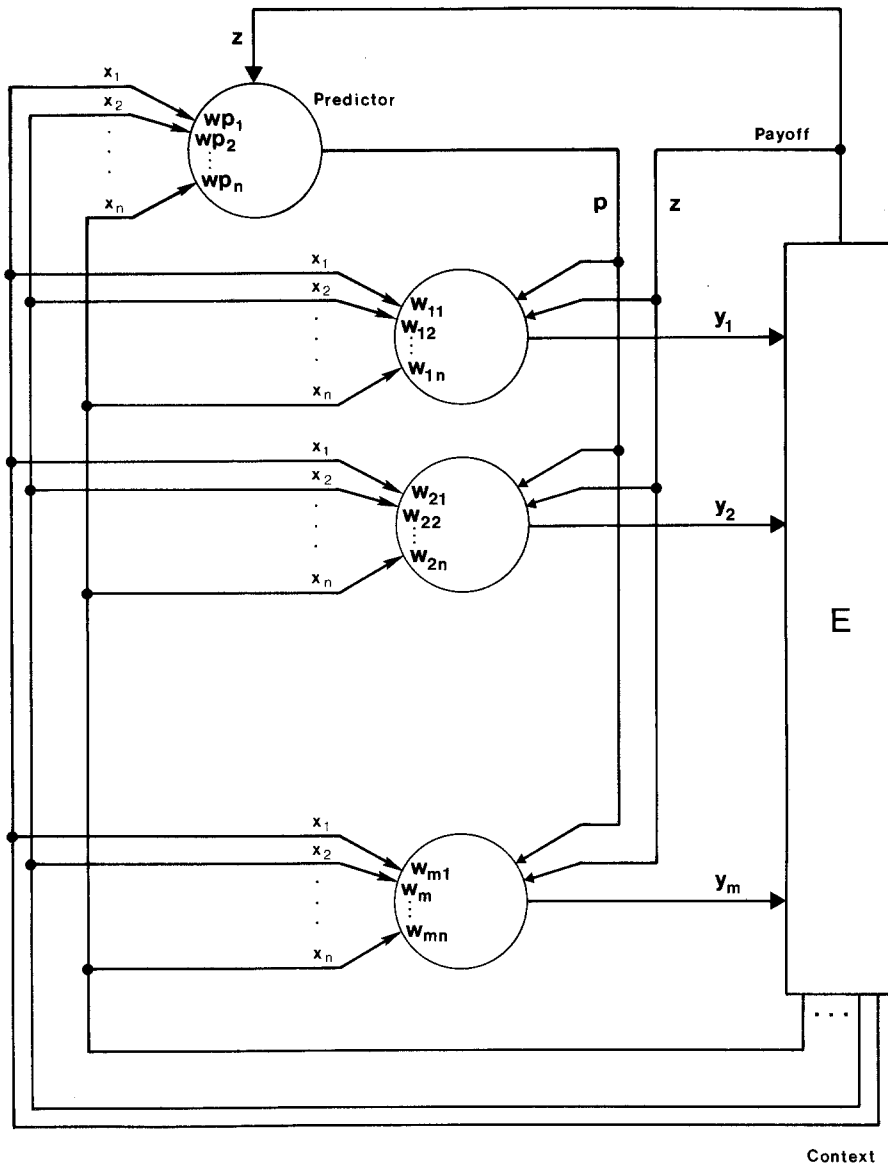 z
x₁
Predictor
wp₁
x₂
wp₂
Payoff
wpₙ
xₙ
p
z
x₁
w₁₁
x₂
w₁₂
y₁
w₁ₙ
xₙ
x₁
w₂₁
x₂
w₂₂
y₂
w₂ₙ
xₙ
E
x₁
wₘ₁
x₂
wₘ
yₘ
wₘₙ
xₙ
. . .
Context